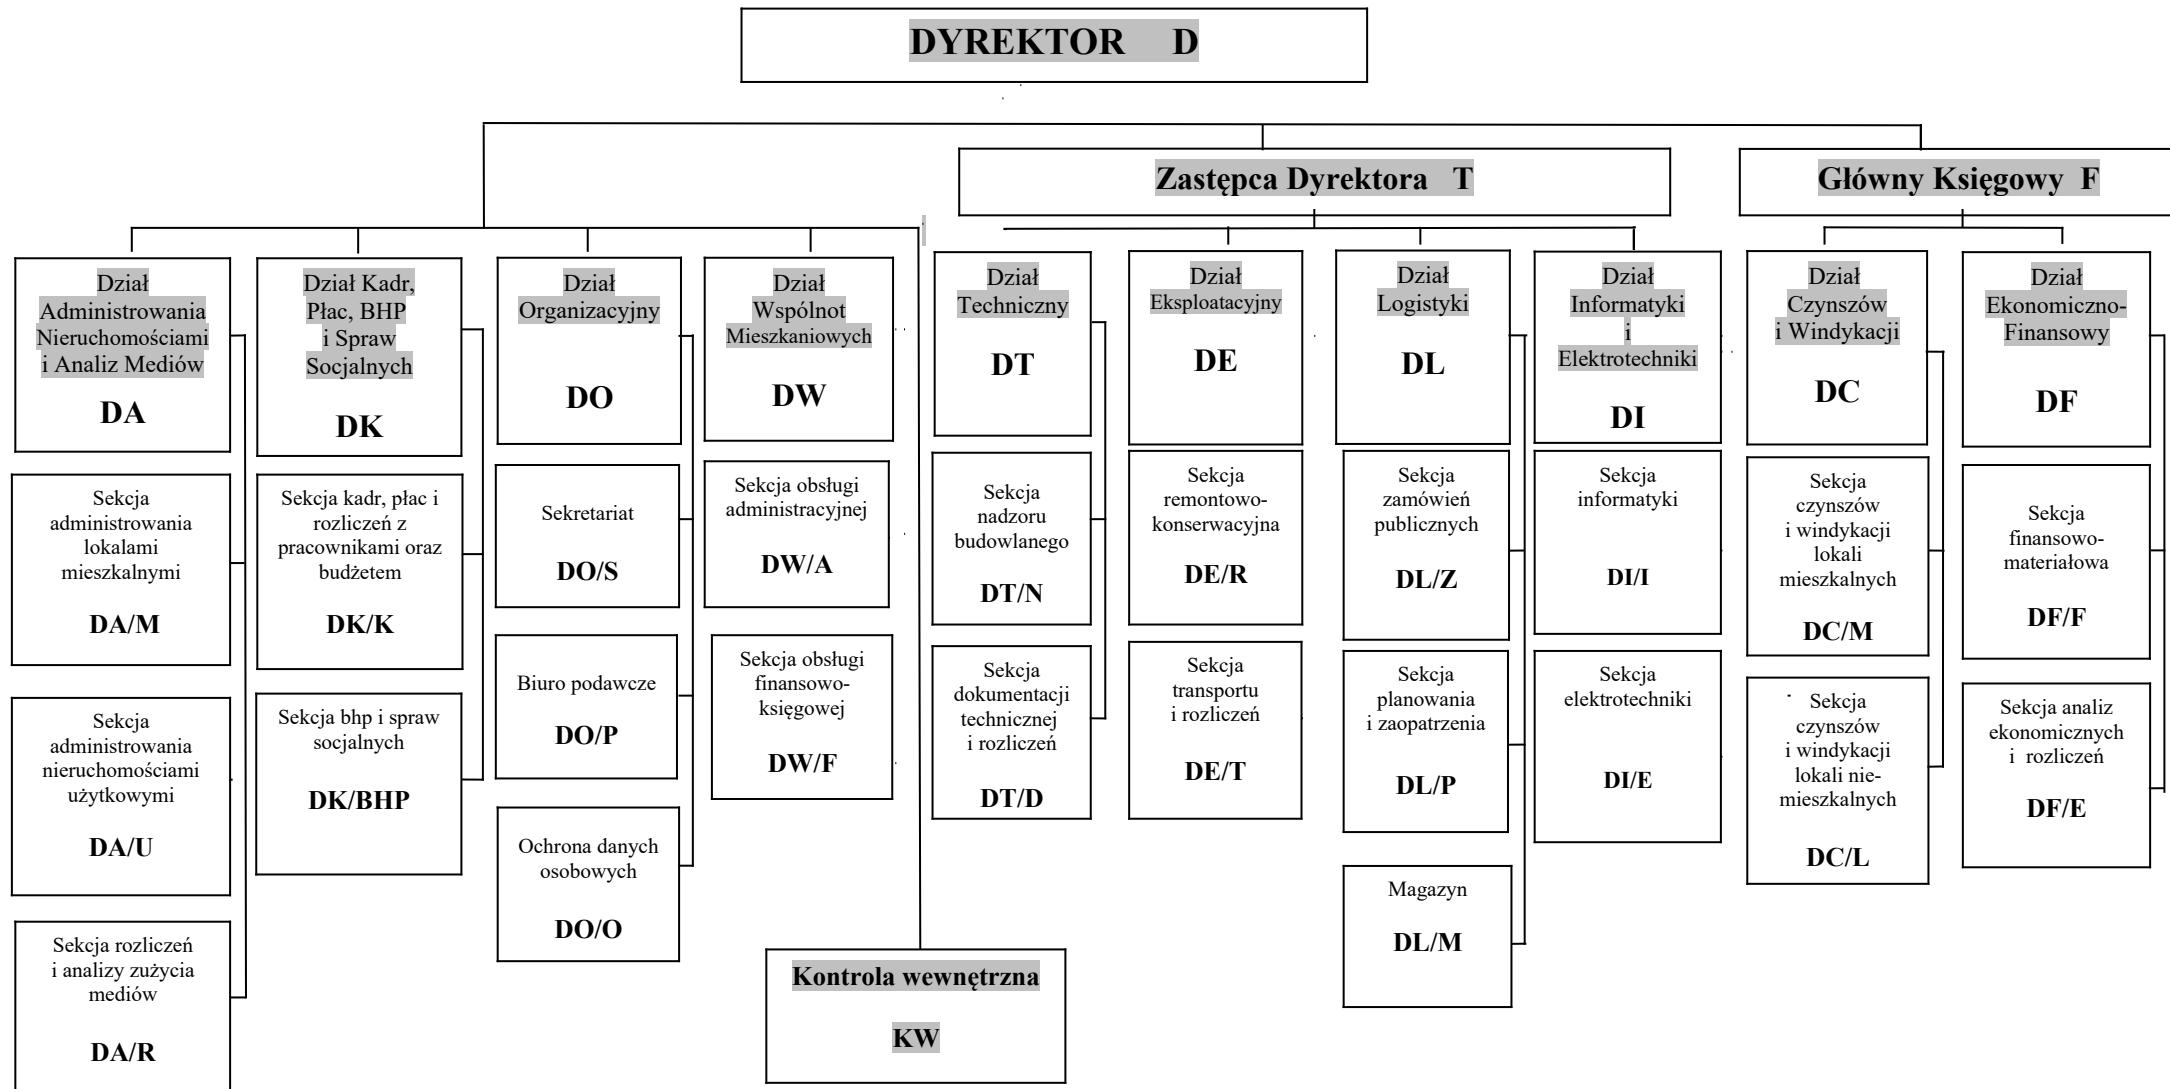 DYREKTOR D
Zastępca Dyrektora T
Główny Księgowy F
Dział
Administrowania
Nieruchomościami
i Analiz Mediów
DA
Dział Kadr,
Płac, BHP
i Spraw
Socjalnych
DK
Dział
Organizacyjny
DO
Dział
Wspólnot
Mieszkaniowych
DW
Dział
Techniczny
DT
Dział
Eksploatacyjny
DE
Dział
Logistyki
DL
Dział
Informatyki
i
Elektrotechniki
DI
Dział
Czynszów
i Windykacji
DC
Dział
Ekonomiczno-
Finansowy
DF
Sekcja
administrowania
lokalami
mieszkalnymi
DA/M
Sekcja kadr, płac i
rozliczeń z
pracownikami oraz
budżetem
DK/K
Sekretariat
DO/S
Sekcja obsługi
administracyjnej
DW/A
Sekcja
nadzoru
budowlanego
DT/N
Sekcja
remontowo-
konserwacyjna
DE/R
Sekcja
zamówień
publicznych
DL/Z
Sekcja
informatyki
DI/I
Sekcja
czynszów
i windykacji
lokali
mieszkalnych
DC/M
Sekcja
finansowo-
materiałowa
DF/F
Sekcja
administrowania
nieruchomościami
użytkowymi
DA/U
Sekcja bhp i spraw
socjalnych
DK/BHP
Biuro podawcze
DO/P
Sekcja obsługi
finansowo-
księgowej
DW/F
Sekcja
dokumentacji
technicznej
i rozliczeń
DT/D
Sekcja
transportu
i rozliczeń
DE/T
Sekcja
planowania
i zaopatrzenia
DL/P
Sekcja
elektrotechniki
DI/E
Sekcja
czynszów
i windykacji
lokali nie-
mieszkalnych
DC/L
Sekcja analiz
ekonomicznych
i rozliczeń
DF/E
Sekcja rozliczeń
i analizy zużycia
mediów
DA/R
Ochrona danych
osobowych
DO/O
Magazyn
DL/M
Kontrola wewnętrzna
KW